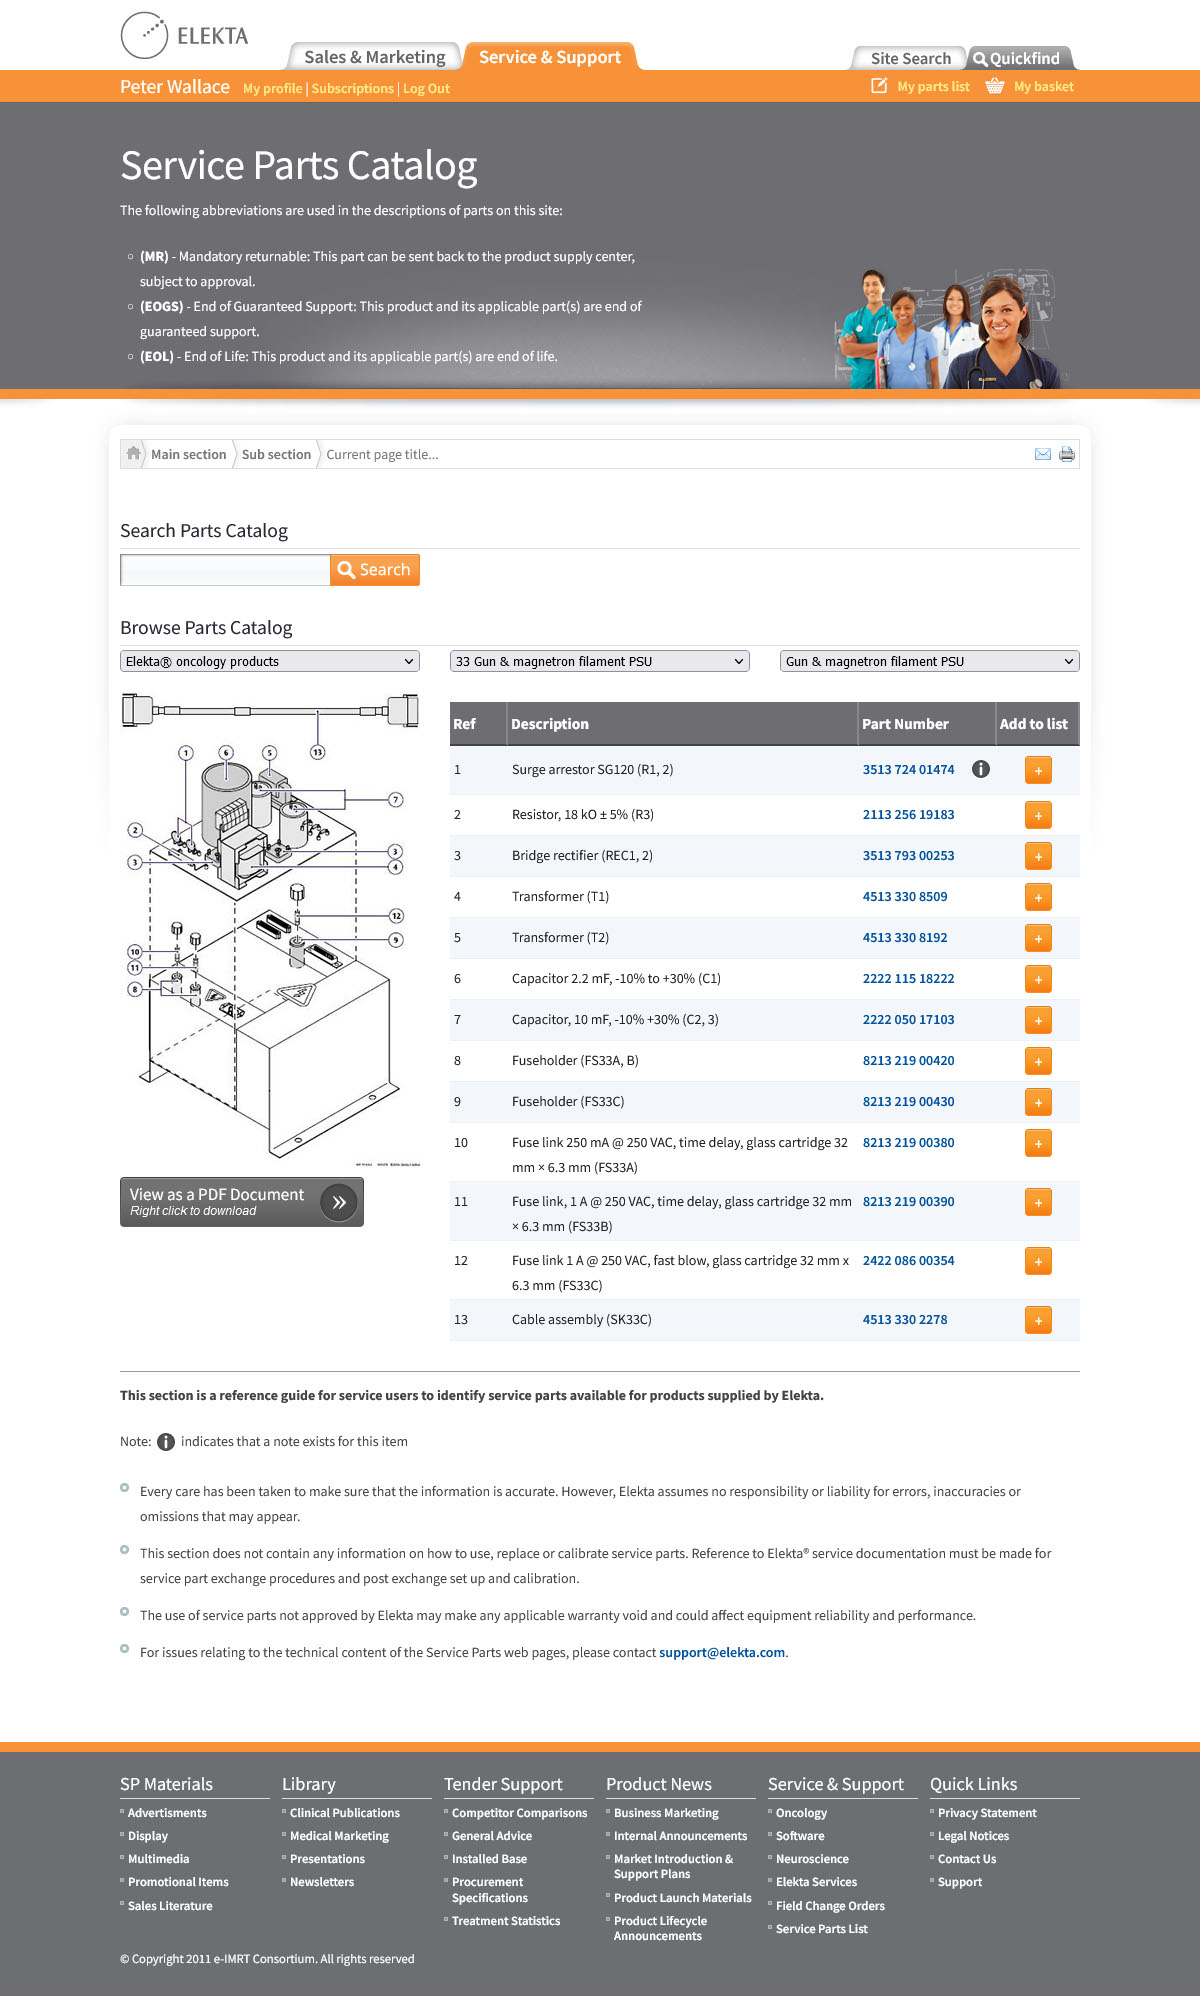 ELEKTA
Sales & Marketing
Service & Support
Site Search
Quickfind
Peter Wallace My profile | Subscriptions | Log Out
My parts list
My basket
Service Parts Catalog
The following abbreviations are used in the descriptions of parts on this site:
(MR) - Mandatory returnable: This part can be sent back to the product supply center,
subject to approval.
(EOGS) - End of Guaranteed Support: This product and its applicable part(s) are end of
guaranteed support.
(EOL) - End of Life: This product and its applicable part(s) are end of life.
Main section
Sub section
Current page title...
Search Parts Catalog
Search
Browse Parts Catalog
Elekta® oncology products
33 Gun & magnetron filament PSU
Gun & magnetron filament PSU
13
1
6
5
7
2
3
3
4
12
9
10
11
8
View as a PDF Document
Right click to download
Ref Description Part Number Add to list
1 Surge arrestor SG120 (R1, 2) 3513 724 01474 i +
2 Resistor, 18 kO ± 5% (R3) 2113 256 19183 +
3 Bridge rectifier (REC1, 2) 3513 793 00253 +
4 Transformer (T1) 4513 330 8509 +
5 Transformer (T2) 4513 330 8192 +
6 Capacitor 2.2 mF, -10% to +30% (C1) 2222 115 18222 +
7 Capacitor, 10 mF, -10% +30% (C2, 3) 2222 050 17103 +
8 Fuseholder (FS33A, B) 8213 219 00420 +
9 Fuseholder (FS33C) 8213 219 00430 +
10 Fuse link 250 mA @ 250 VAC, time delay, glass cartridge 32 8213 219 00380 +
mm × 6.3 mm (FS33A)
11 Fuse link, 1 A @ 250 VAC, time delay, glass cartridge 32 mm 8213 219 00390 +
× 6.3 mm (FS33B)
12 Fuse link 1 A @ 250 VAC, fast blow, glass cartridge 32 mm x 2422 086 00354 +
6.3 mm (FS33C)
13 Cable assembly (SK33C) 4513 330 2278 +
This section is a reference guide for service users to identify service parts available for products supplied by Elekta.
Note: i indicates that a note exists for this item
Every care has been taken to make sure that the information is accurate. However, Elekta assumes no responsibility or liability for errors, inaccuracies or
omissions that may appear.
This section does not contain any information on how to use, replace or calibrate service parts. Reference to Elekta® service documentation must be made for
service part exchange procedures and post exchange set up and calibration.
The use of service parts not approved by Elekta may make any applicable warranty void and could affect equipment reliability and performance.
For issues relating to the technical content of the Service Parts web pages, please contact support@elekta.com.
SP Materials
Advertisments
Display
Multimedia
Promotional Items
Sales Literature
Library
Clinical Publications
Medical Marketing
Presentations
Newsletters
Tender Support
Competitor Comparisons
General Advice
Installed Base
Procurement
Specifications
Treatment Statistics
Product News
Business Marketing
Internal Announcements
Market Introduction &
Support Plans
Product Launch Materials
Product Lifecycle
Announcements
Service & Support
Oncology
Software
Neuroscience
Elekta Services
Field Change Orders
Service Parts List
Quick Links
Privacy Statement
Legal Notices
Contact Us
Support
© Copyright 2011 e-IMRT Consortium. All rights reserved